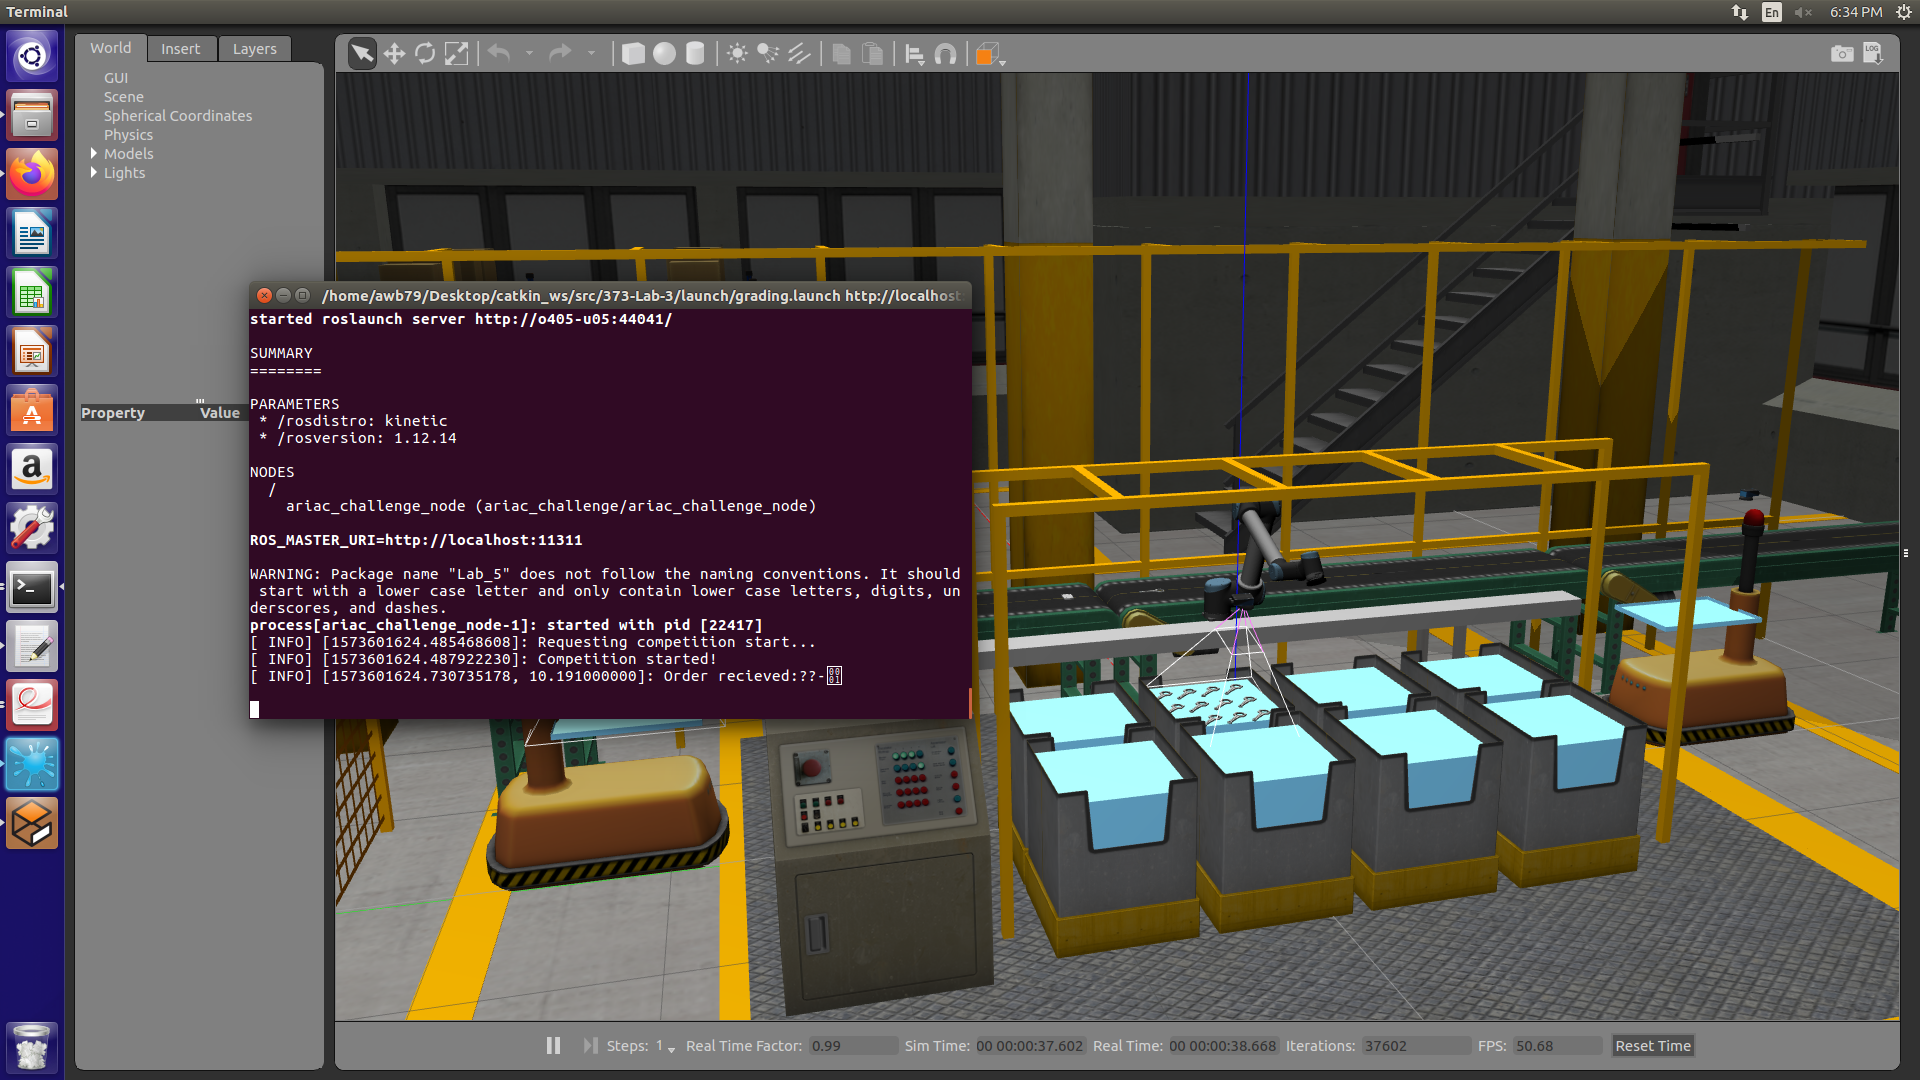 Terminal
En
6:34 PM
World
Insert
Layers
LOG
GUI
Scene
Spherical Coordinates
Physics
Models
Lights
Property
Value
/home/awb79/Desktop/catkin_ws/src/373-Lab-3/launch/grading.launch http://localhost:
started roslaunch server http://o405-u05:44041/
SUMMARY
========
PARAMETERS
* /rosdistro: kinetic
* /rosversion: 1.12.14
NODES
/
ariac_challenge_node (ariac_challenge/ariac_challenge_node)
ROS_MASTER_URI=http://localhost:11311
WARNING: Package name "Lab_5" does not follow the naming conventions. It should
start with a lower case letter and only contain lower case letters, digits, un
derscores, and dashes.
process[ariac_challenge_node-1]: started with pid [22417]
[ INFO] [1573601624.485468608]: Requesting competition start...
[ INFO] [1573601624.487922230]: Competition started!
[ INFO] [1573601624.730735178, 10.191000000]: Order recieved:??-
Steps: 1
Real Time Factor: 0.99
Sim Time: 00 00:00:37.602
Real Time: 00 00:00:38.668
Iterations: 37602
FPS: 50.68
Reset Time